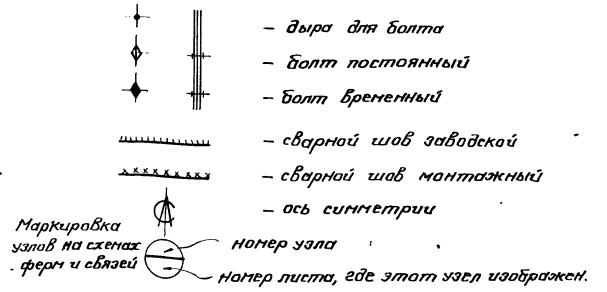 – дыра для болта
– болт постоянный
– болт временный
– сварной шов заводской
– сварной шов монтажный
– ось симметрии
Маркировка
узлов на схемах
ферм и связей
номер узла
номер листа, где этот узел изображен.